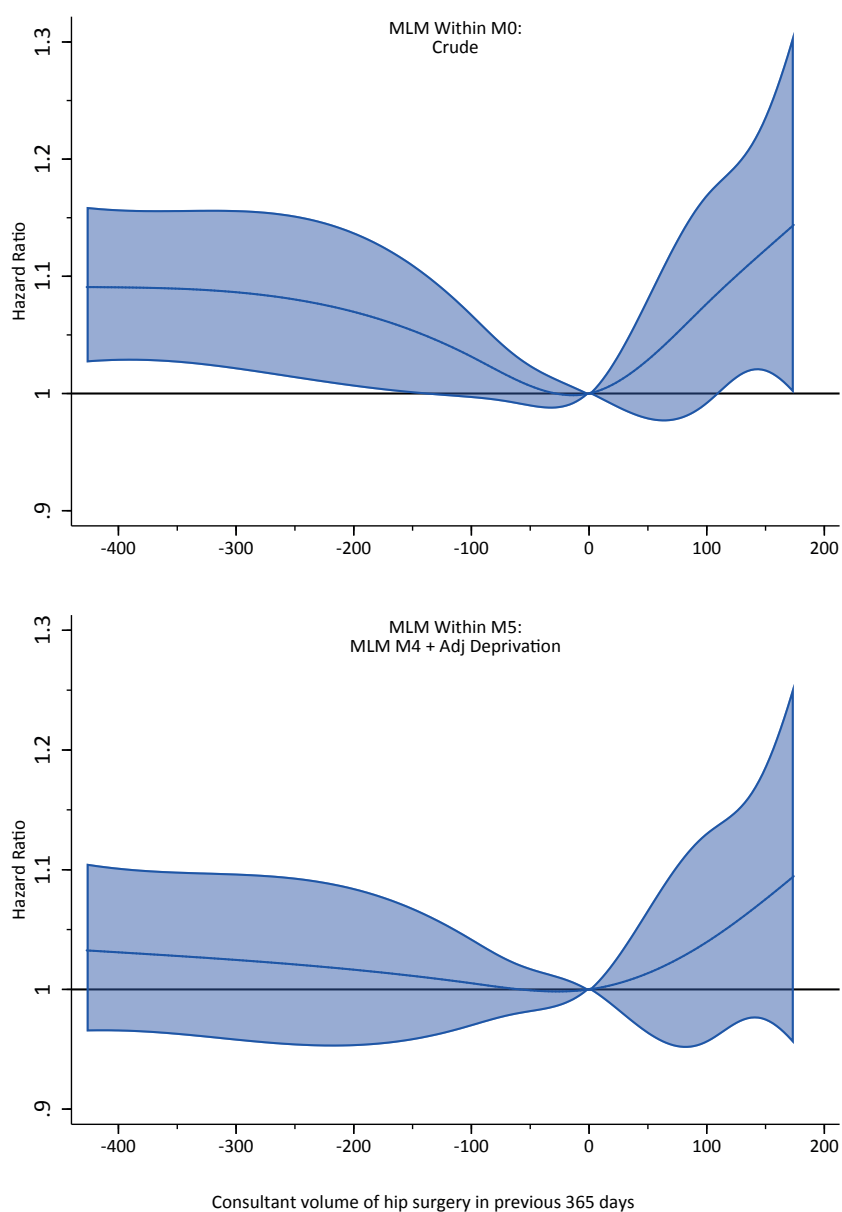 MLM Within M0:
Crude
1.3
1.2
1.1
1
.9
Hazard Ratio
-400 -300 -200 -100 0 100 200
MLM Within M5:
MLM M4 + Adj Deprivation
1.3
1.2
1.1
1
.9
Hazard Ratio
-400 -300 -200 -100 0 100 200
Consultant volume of hip surgery in previous 365 days